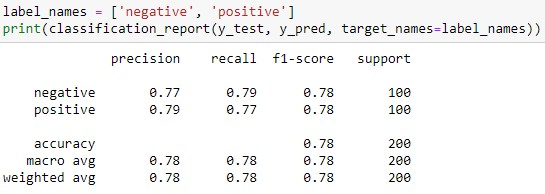 label_names = ['negative', 'positive']
print(classification_report(y_test, y_pred, target_names=label_names))
precision recall f1-score support
negative 0.77 0.79 0.78 100
positive 0.79 0.77 0.78 100
accuracy 0.78 200
macro avg 0.78 0.78 0.78 200
weighted avg 0.78 0.78 0.78 200